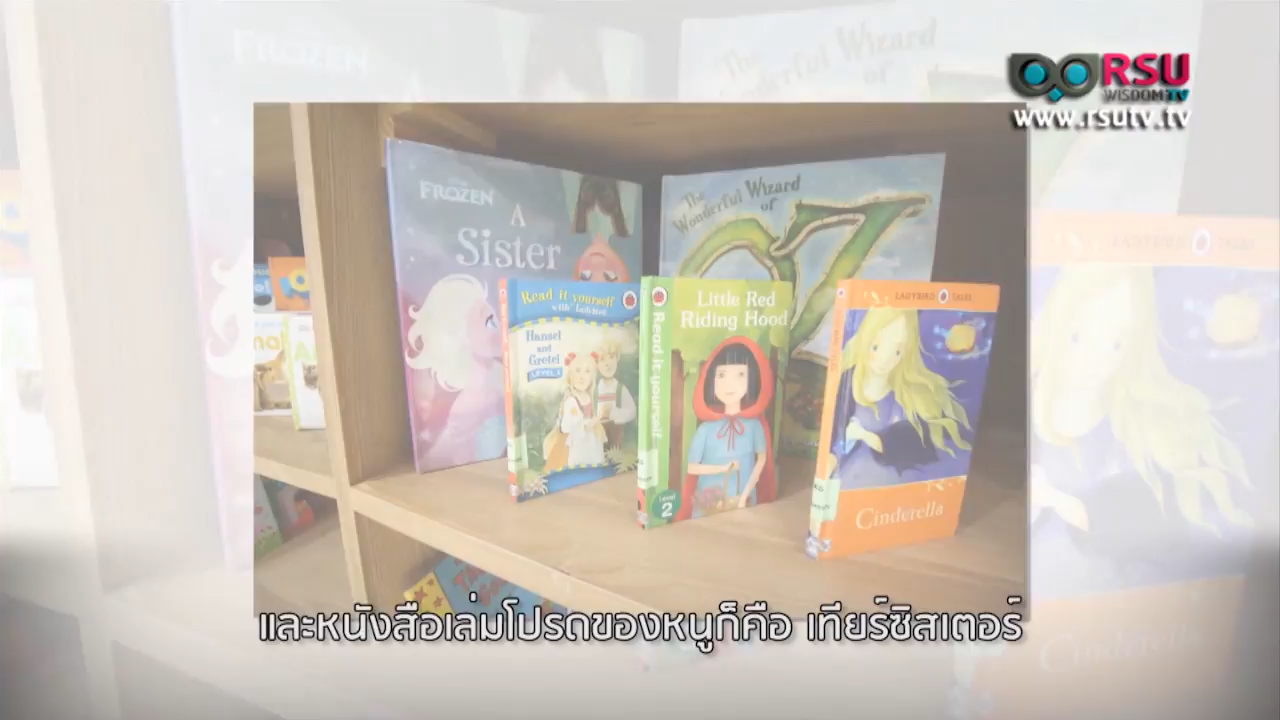 RSU
WISDOM TV
www.rsutv.tv
FROZEN
A
Sister
The
Wonderful Wizard
of
OZ
Read it yourself
with Ladybird
Hansel
and
Gretel
LEVEL 3
Little Red
Riding Hood
Read it yourself
Level
2
LADYBIRD TALES
Cinderella
และหนังสือเล่มโปรดของหนูก็คือ เทียร์ซิสเตอร์